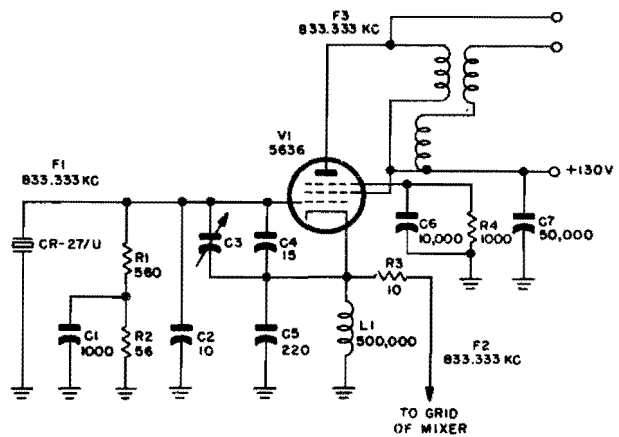 F3
833.333 KC
V1
5636
+130V
F1
833.333 KC
CR-27/U
R1
560
C3
C4
15
C6
10,000
R4
1000
C7
50,000
R3
10
C1
1000
R2
56
C2
10
C5
220
L1
500,000
F2
833.333 KC
TO GRID
OF MIXER